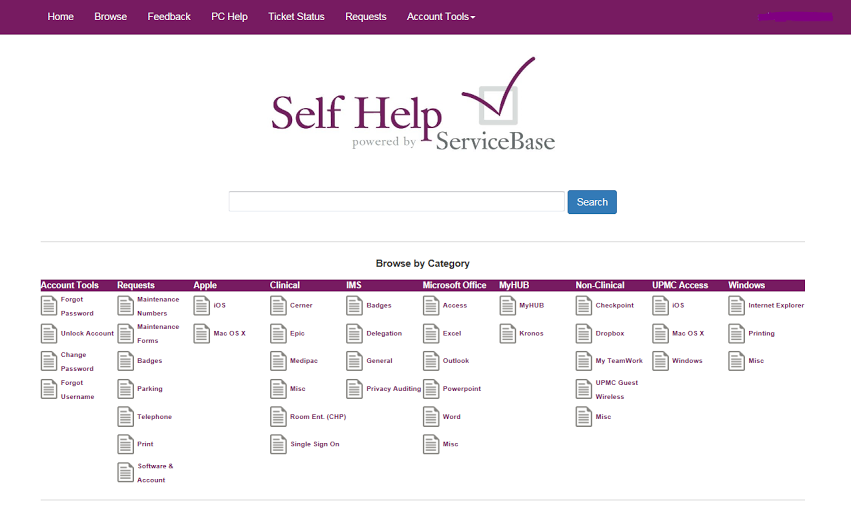 Home Browse Feedback PC Help Ticket Status Requests Account Tools
Self Help
powered by ServiceBase
Search
Browse by Category
Account Tools Requests Apple Clinical IMS Microsoft Office MyHUB Non-Clinical UPMC Access Windows
Forgot Password Maintenance Numbers iOS Cerner Badges Access MyHUB Checkpoint iOS Internet Explorer
Unlock Account Maintenance Forms Mac OS X Epic Delegation Excel Kronos Dropbox Mac OS X Printing
Change Password Badges Medipac General Outlook My TeamWork Windows Misc
Forgot Username Parking Misc Privacy Auditing Powerpoint UPMC Guest Wireless
Telephone Room Ent. (CHP) Word Misc
Print Single Sign On Misc
Software & Account